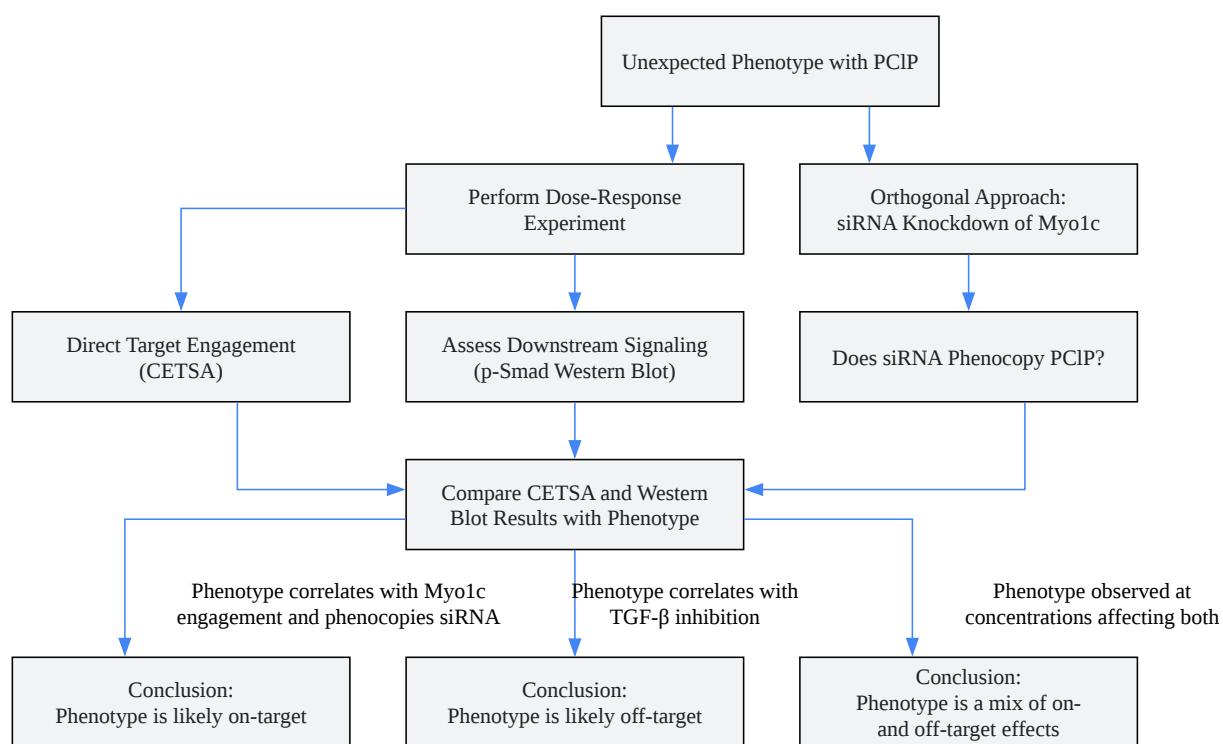 Unexpected Phenotype with PClP
Perform Dose-Response
Experiment
Orthogonal Approach:
siRNA Knockdown of Myo1c
Direct Target Engagement
(CETSA)
Assess Downstream Signaling
(p-Smad Western Blot)
Does siRNA Phenocopy PClP?
Compare CETSA and Western
Blot Results with Phenotype
Phenotype correlates with Myo1c
engagement and phenocopies siRNA
Phenotype correlates with
TGF-β inhibition
Phenotype observed at
concentrations affecting both
Conclusion:
Phenotype is likely on-target
Conclusion:
Phenotype is likely off-target
Conclusion:
Phenotype is a mix of on-
and off-target effects